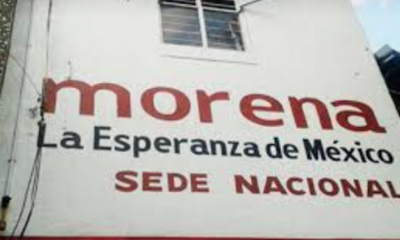 morena
La Esperanza de México
SEDE NACIONAL